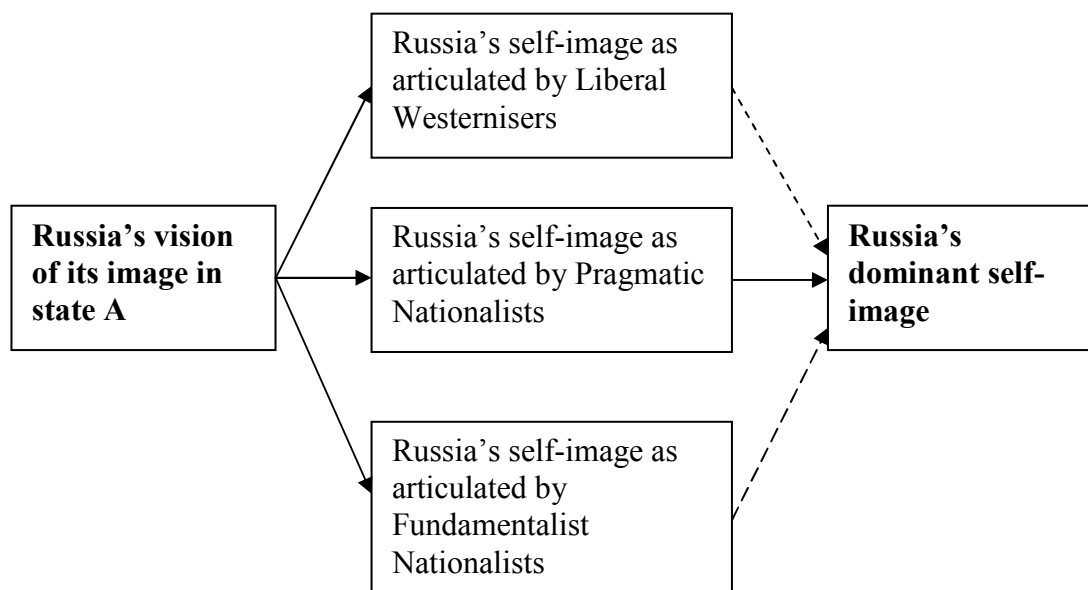 Russia’s self-image as
articulated by Liberal
Westernisers
Russia’s vision
of its image in
state A
Russia’s self-image as
articulated by Pragmatic
Nationalists
Russia’s
dominant self-
image
Russia’s self-image as
articulated by
Fundamentalist
Nationalists